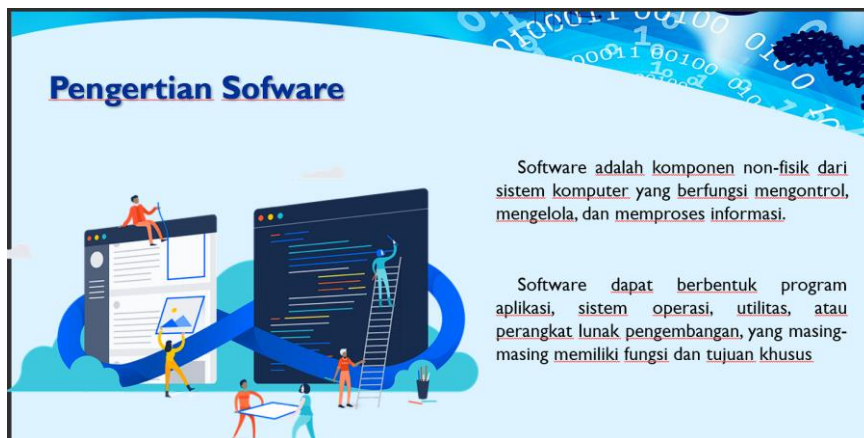 Pengertian Sofware
Software adalah komponen non-fisik dari
sistem komputer yang berfungsi mengontrol,
mengelola, dan memproses informasi.
Software dapat berbentuk program
aplikasi, sistem operasi, utilitas, atau
perangkat lunak pengembangan, yang masing-
masing memiliki fungsi dan tujuan khusus